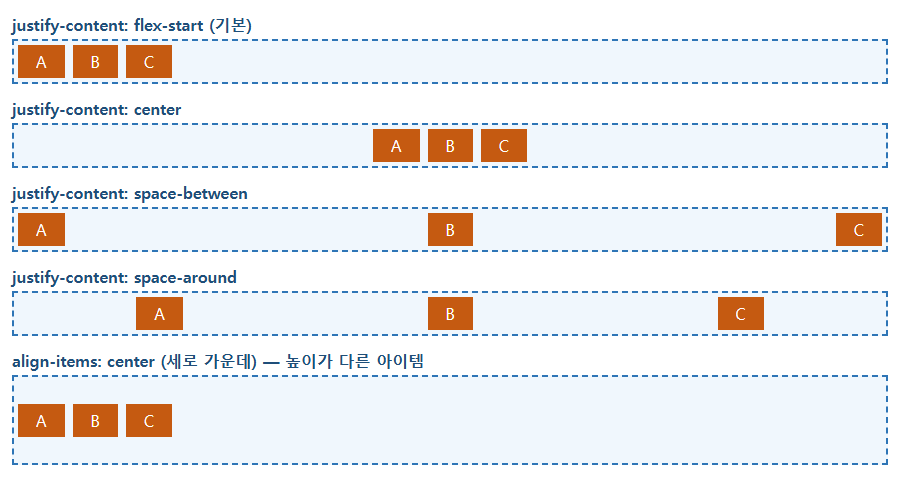 justify-content: flex-start (기본)
A B C
justify-content: center
A B C
justify-content: space-between
A B C
justify-content: space-around
A B C
align-items: center (세로 가운데) — 높이가 다른 아이템
A B C